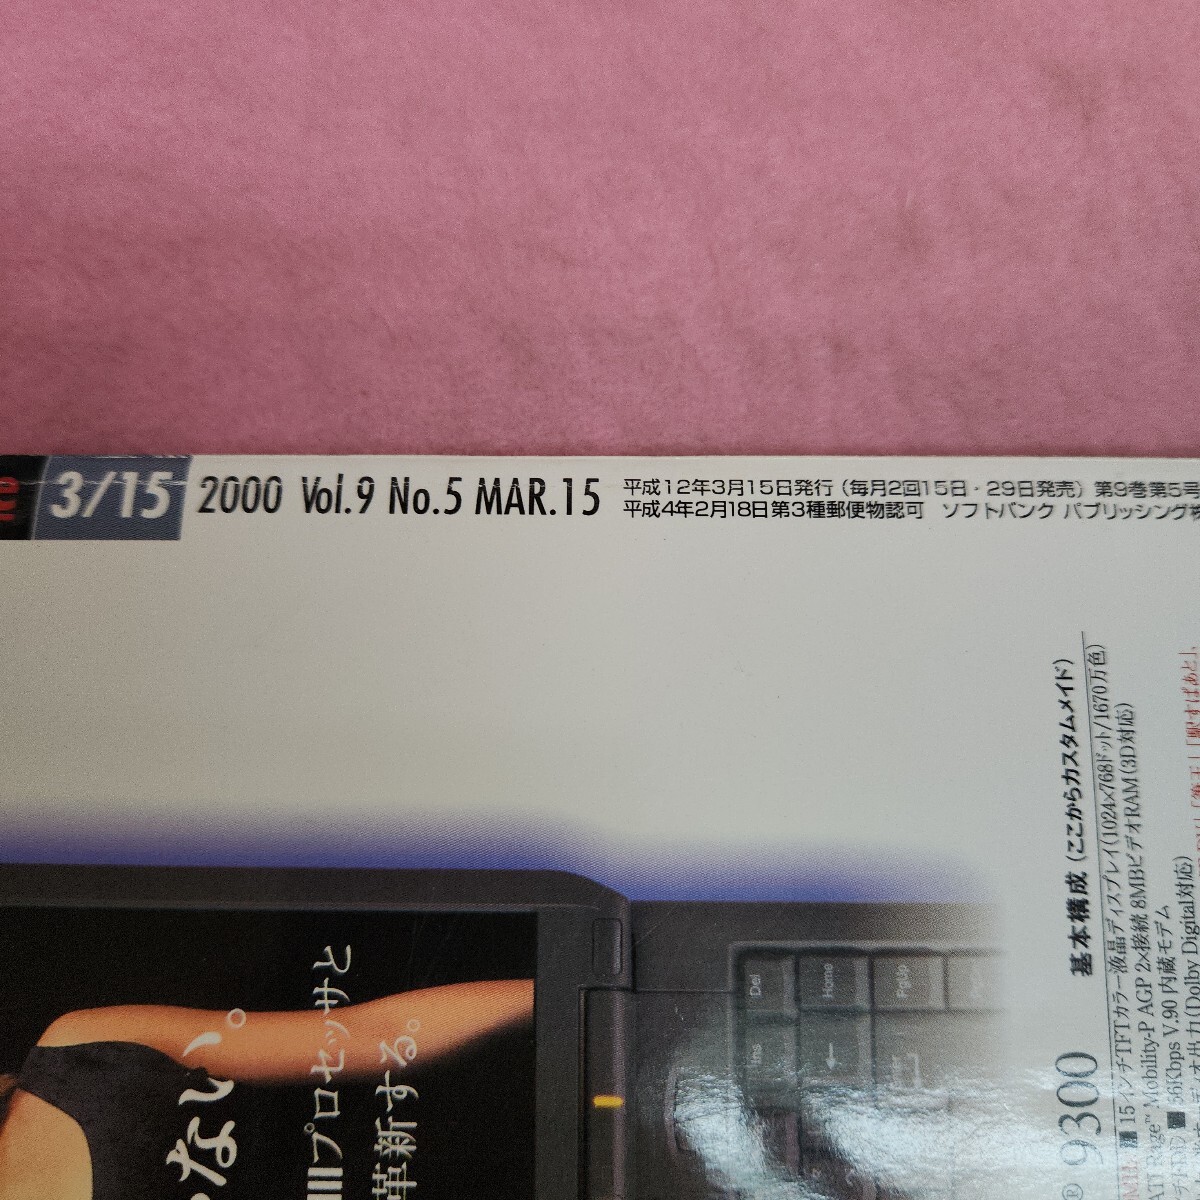 3/15 2000 Vol.9 No.5 MAR.15
平成12年3月15日発行(毎月2回15日・29日発売)第9巻第5号
平成4年2月18日第3種郵便物認可 ソフトバンク パブリッシング
基本構成(ここからカスタムメイド)
15インチTFTカラー液晶ディスプレイ(1024×768ドット/1670万色)
Mobility-P AGP 2×接続 8MBビデオRAM(3D対応)
56Kbps V.90 内蔵モデム
(Dolby Digital対応)
9300
ない。
プロセッサと
革新する。
Del
Home
PgUp
Ins